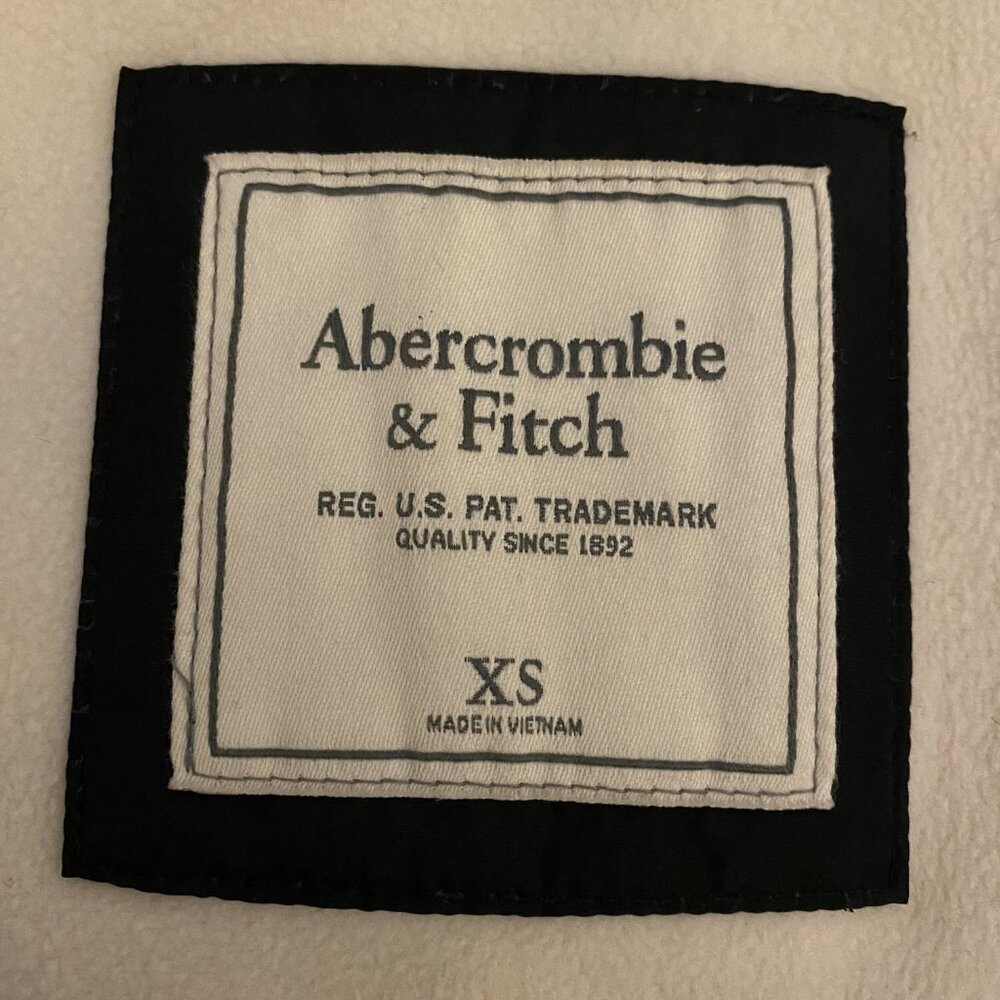 Abercrombie
& Fitch
REG. U.S. PAT. TRADEMARK
QUALITY SINCE 1892
XS
MADE IN VIETNAM